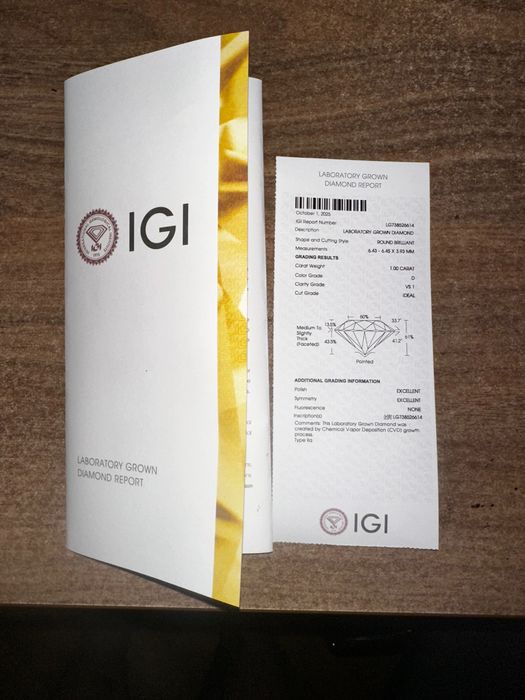 IGI
LABORATORY GROWN
DIAMOND REPORT
LABORATORY GROWN
DIAMOND REPORT
October 1, 2025
IGI Report Number LG738526614
Description LABORATORY GROWN DIAMOND
Shape and Cutting Style ROUND BRILLIANT
Measurements 6.43 - 6.45 X 3.93 MM
GRADING RESULTS
Carat Weight 1.00 CARAT
Color Grade D
Clarity Grade VS 1
Cut Grade IDEAL
60%
13.5% 33.7°
Medium To
Slightly
Thick
(Faceted)
43.5% 41.2° 61%
Pointed
ADDITIONAL GRADING INFORMATION
Polish EXCELLENT
Symmetry EXCELLENT
Fluorescence NONE
Inscription(s) LG738526614
Comments: This Laboratory Grown Diamond was
created by Chemical Vapor Deposition (CVD) growth
process.
Type IIa
IGI